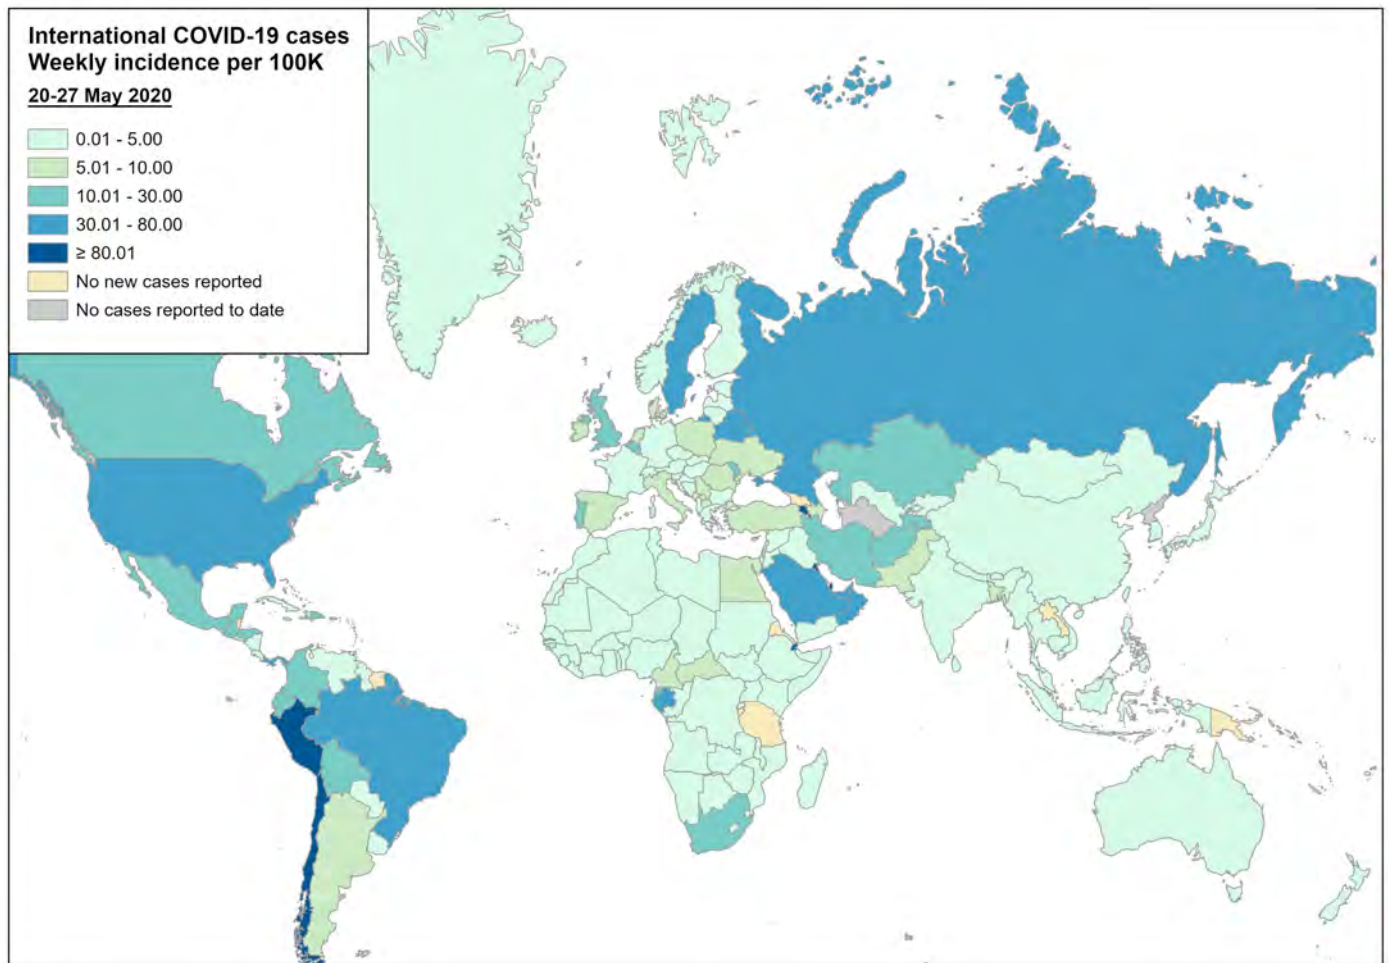 International COVID-19 cases
Weekly incidence per 100K
20-27 May 2020
0.01 - 5.00
5.01 - 10.00
10.01 - 30.00
30.01 - 80.00
≥ 80.01
No new cases reported
No cases reported to date